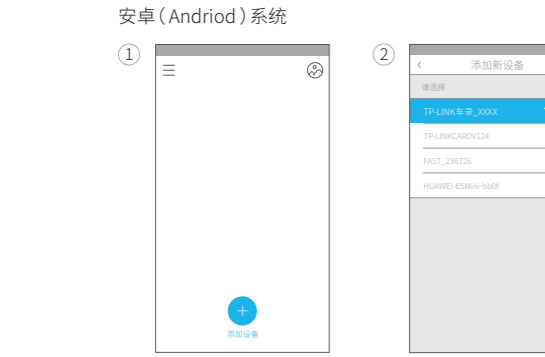 安卓（Andriod）系统
①
②
添加新设备
请选择
TP-LINK车录_XXXX
TP-LINKCARDV124
FAST_236726
HUAWEI-E5Mini-bb0f
添加设备